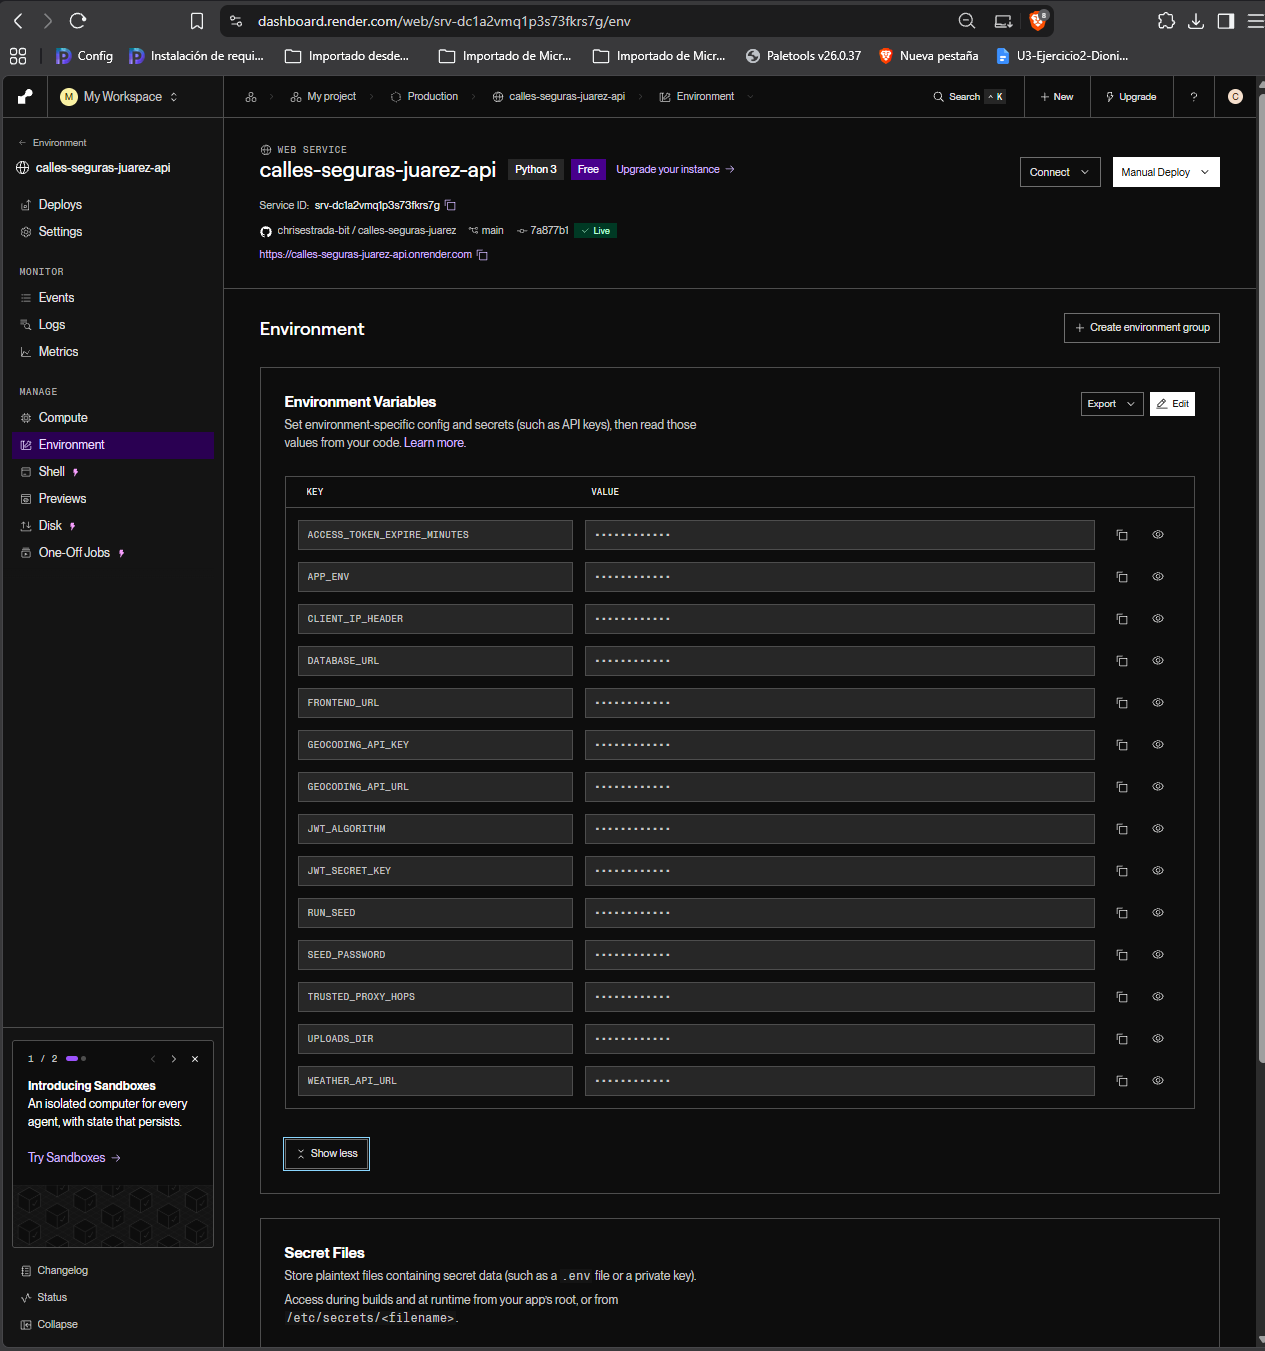 dashboard.render.com/web/srv-dc1a2vmq1p3s73fkrs7g/env
8
Config
Instalación de requi...
Importado desde...
Importado de Micr...
Importado de Micr...
Paletools v26.0.37
Nueva pestaña
U3-Ejercicio2-Dioni...
M My Workspace
My project
Production
calles-seguras-juarez-api
Environment
Search ^ K
+ New
Upgrade
?
C
← Environment
calles-seguras-juarez-api
Deploys
Settings
MONITOR
Events
Logs
Metrics
MANAGE
Compute
Environment
Shell
Previews
Disk
One-Off Jobs
1 / 2
Introducing Sandboxes
An isolated computer for every
agent, with state that persists.
Try Sandboxes →
Changelog
Status
Collapse
WEB SERVICE
calles-seguras-juarez-api Python 3 Free Upgrade your instance →
Connect
Manual Deploy
Service ID: srv-dc1a2vmq1p3s73fkrs7g
chrisestrada-bit / calles-seguras-juarez main 7a877b1 Live
https://calles-seguras-juarez-api.onrender.com
Environment
+ Create environment group
Environment Variables
Export
Edit
Set environment-specific config and secrets (such as API keys), then read those
values from your code. Learn more.
KEY VALUE
ACCESS_TOKEN_EXPIRE_MINUTES ••••••••••••
APP_ENV ••••••••••••
CLIENT_IP_HEADER ••••••••••••
DATABASE_URL ••••••••••••
FRONTEND_URL ••••••••••••
GEOCODING_API_KEY ••••••••••••
GEOCODING_API_URL ••••••••••••
JWT_ALGORITHM ••••••••••••
JWT_SECRET_KEY ••••••••••••
RUN_SEED ••••••••••••
SEED_PASSWORD ••••••••••••
TRUSTED_PROXY_HOPS ••••••••••••
UPLOADS_DIR ••••••••••••
WEATHER_API_URL ••••••••••••
Show less
Secret Files
Store plaintext files containing secret data (such as a .env file or a private key).
Access during builds and at runtime from your app's root, or from
/etc/secrets/<filename>.